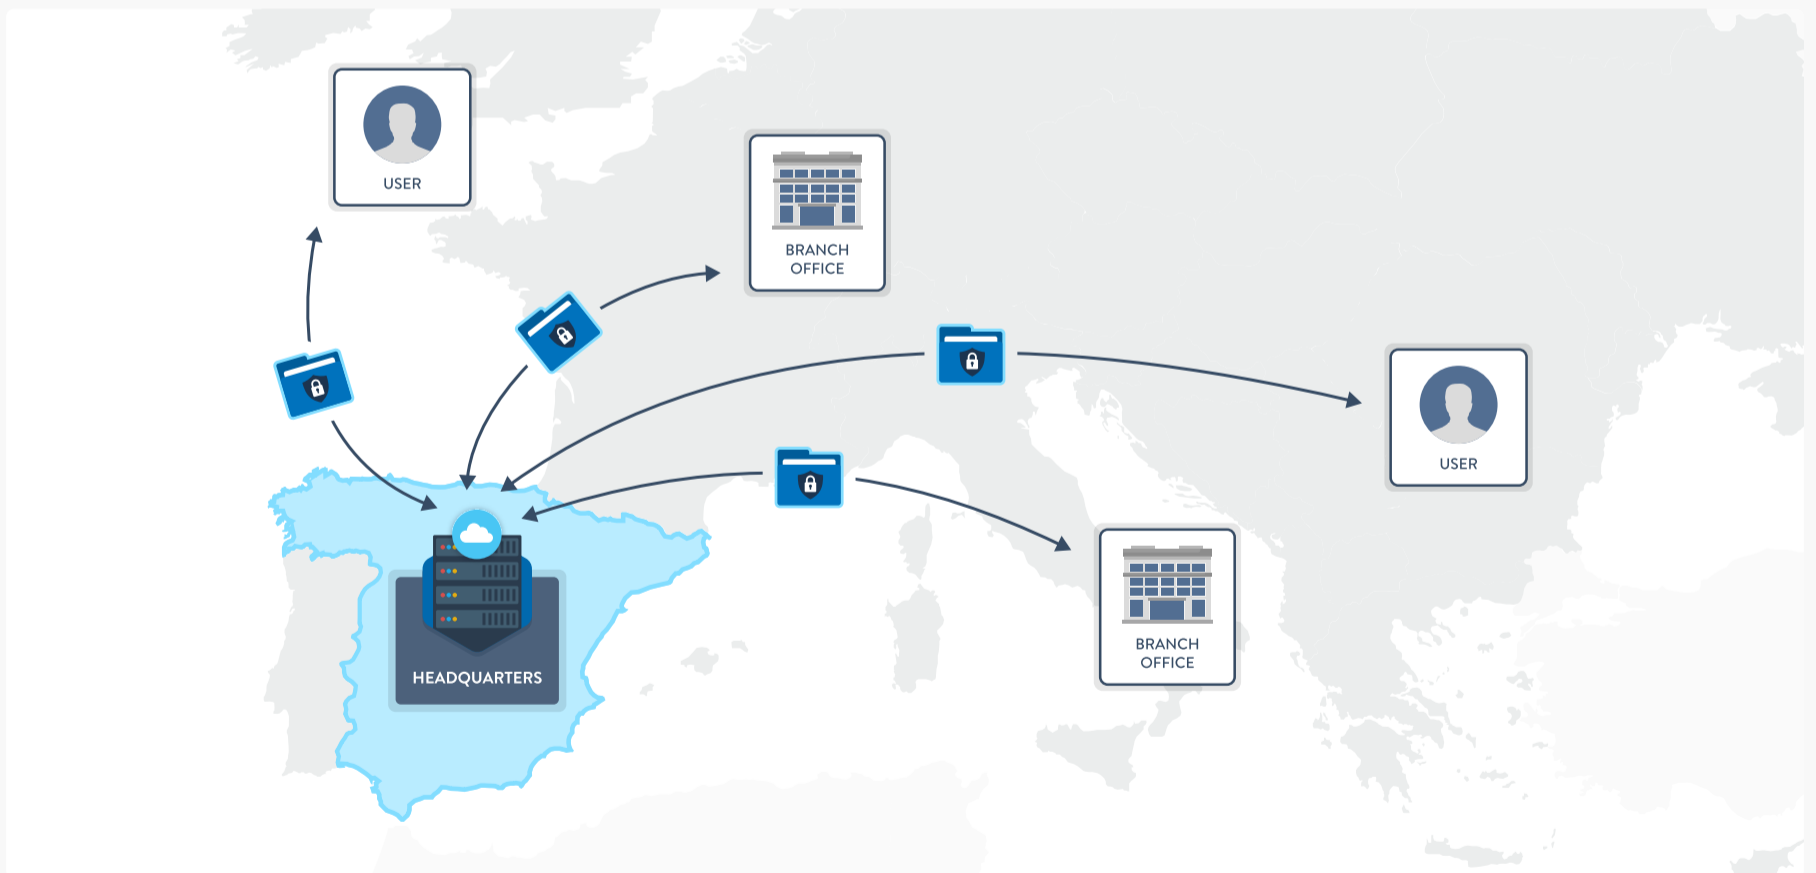 USER
BRANCH
OFFICE
USER
BRANCH
OFFICE
HEADQUARTERS